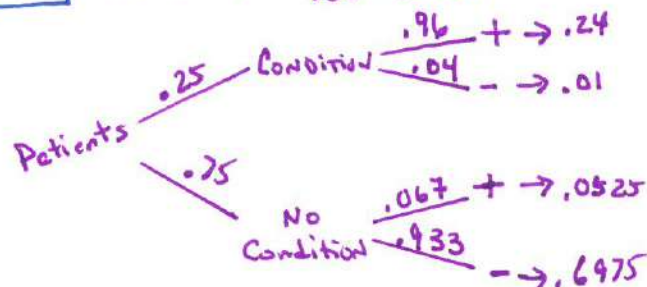 .96 + → .24
.25 Condition .04 - → .01
Patients
.75 .067 + → .0525
No Condition .933 - → .6975